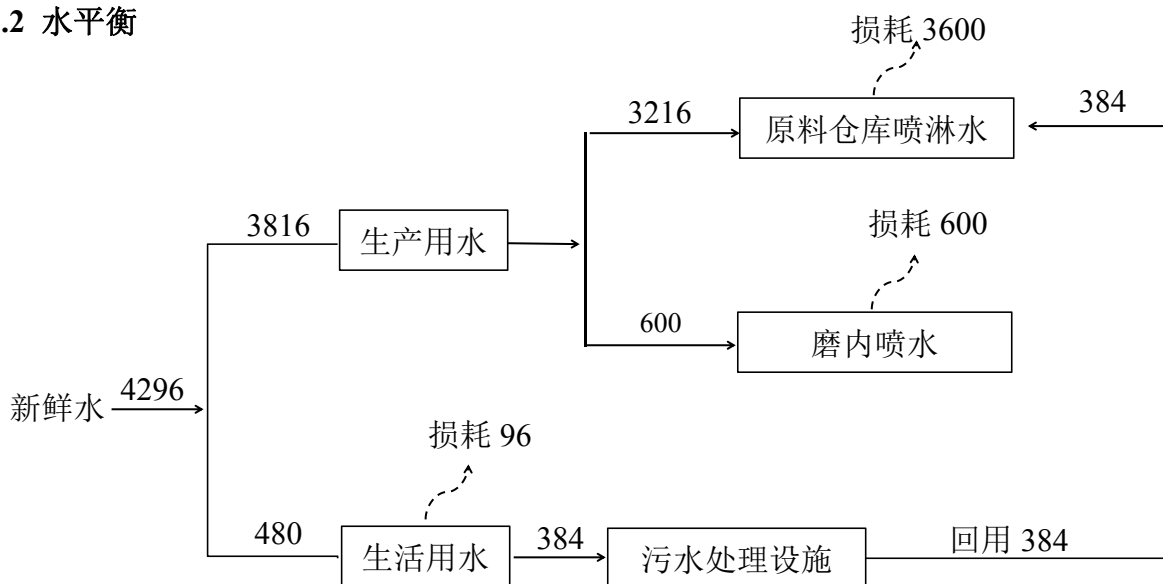 .2 水平衡
损耗 3600
3216
原料仓库喷淋水
384
3816
生产用水
损耗 600
600
磨内喷水
新鲜水
4296
损耗 96
480
生活用水
384
污水处理设施
回用 384